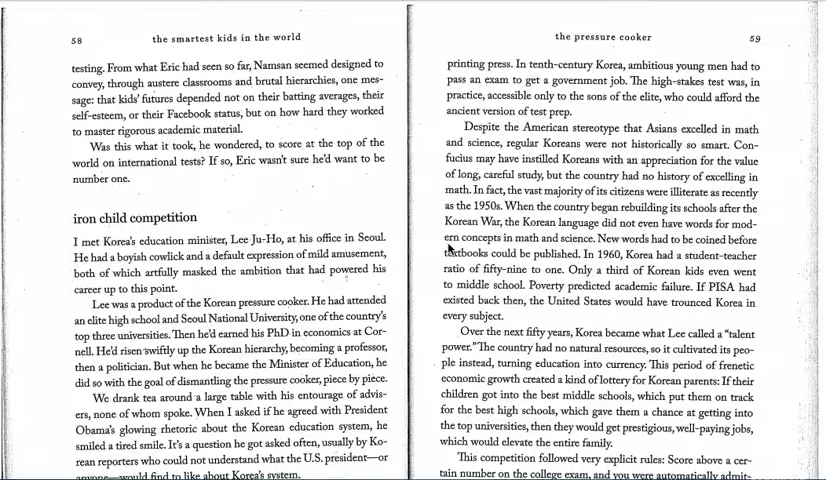 58
the smartest kids in the world
testing. From what Eric had seen so far, Namsan seemed designed to
convey, through austere classrooms and brutal hierarchies, one mes-
sage: that kids' futures depended not on their batting averages, their
self-esteem, or their Facebook status, but on how hard they worked
to master rigorous academic material.
Was this what it took, he wondered, to score at the top of the
world on international tests? If so, Eric wasn't sure he'd want to be
number one.
iron child competition
I met Korea's education minister, Lee Ju-Ho, at his office in Seoul.
He had a boyish cowlick and a default expression of mild amusement,
both of which artfully masked the ambition that had powered his
career up to this point.
Lee was a product of the Korean pressure cooker. He had attended
an elite high school and Seoul National University, one of the country's
top three universities. Then he'd earned his PhD in economics at Cor-
nell. He'd risen swiftly up the Korean hierarchy, becoming a professor,
then a politician. But when he became the Minister of Education, he
did so with the goal of dismantling the pressure cooker, piece by piece.
We drank tea around a large table with his entourage of advis-
ers, none of whom spoke. When I asked if he agreed with President
Obama's glowing rhetoric about the Korean education system, he
smiled a tired smile. It's a question he got asked often, usually by Ko-
rean reporters who could not understand what the U.S. president—or
anyone—would find to like about Korea's system.
the pressure cooker
59
printing press. In tenth-century Korea, ambitious young men had to
pass an exam to get a government job. The high-stakes test was, in
practice, accessible only to the sons of the elite, who could afford the
ancient version of test prep.
Despite the American stereotype that Asians excelled in math
and science, regular Koreans were not historically so smart. Con-
fucius may have instilled Koreans with an appreciation for the value
of long, careful study, but the country had no history of excelling in
math. In fact, the vast majority of its citizens were illiterate as recently
as the 1950s. When the country began rebuilding its schools after the
Korean War, the Korean language did not even have words for mod-
ern concepts in math and science. New words had to be coined before
textbooks could be published. In 1960, Korea had a student-teacher
ratio of fifty-nine to one. Only a third of Korean kids even went
to middle school. Poverty predicted academic failure. If PISA had
existed back then, the United States would have trounced Korea in
every subject.
Over the next fifty years, Korea became what Lee called a "talent
power." The country had no natural resources, so it cultivated its peo-
ple instead, turning education into currency. This period of frenetic
economic growth created a kind of lottery for Korean parents: If their
children got into the best middle schools, which put them on track
for the best high schools, which gave them a chance at getting into
the top universities, then they would get prestigious, well-paying jobs,
which would elevate the entire family.
This competition followed very explicit rules: Score above a cer-
tain number on the college exam, and you were automatically admit-